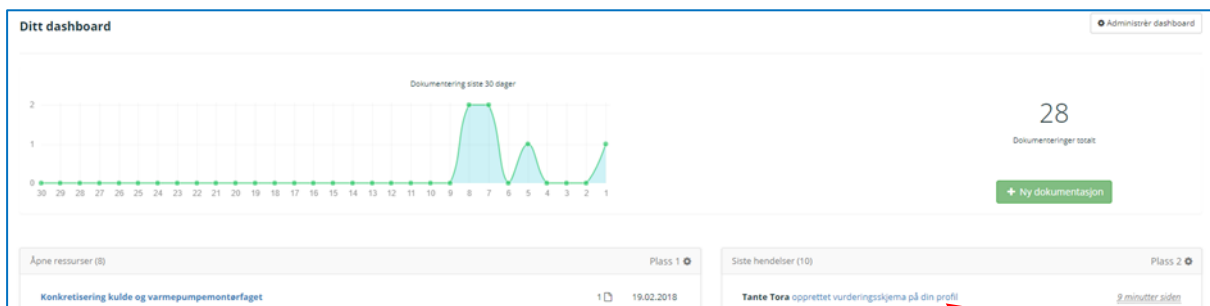 Ditt dashboard
Administrér dashboard
Dokumentering siste 30 dager
2
1
0
30 29 28 27 26 25 24 23 22 21 20 19 18 17 16 15 14 13 12 11 10 9 8 7 6 5 4 3 2 1
28
Dokumenteringer totalt
+ Ny dokumentasjon
Åpne ressurser (8) Plass 1
Konkretisering kulde og varmepumpemontørfaget 1 19.02.2018
Siste hendelser (10) Plass 2
Tante Tora opprettet vurderingsskjema på din profil 9 minutter siden